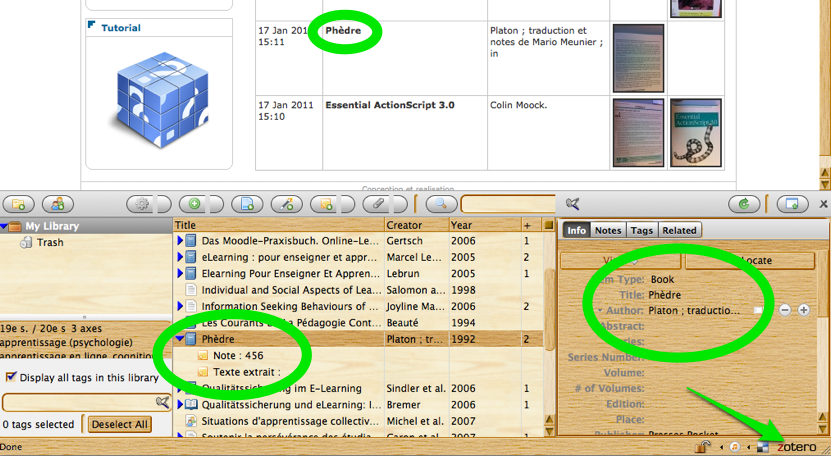 Tutorial
17 Jan 2011
15:11
Phèdre
Platon ; traduction et
notes de Mario Meunier ;
in
17 Jan 2011
15:10
Essential ActionScript 3.0
Colin Moock.
Essential
ActionScript 3.0
Conception et realisation
My Library
Trash
Title
Creator
Year
+
Das Moodle-Praxisbuch. Online-Le...
Gertsch
2006
1
eLearning : pour enseigner et appr...
Marcel Le...
2005
2
Elearning Pour Enseigner Et Appren...
Lebrun
2005
1
Individual and Social Aspects of Lea...
Salomon a...
1998
Information Seeking Behaviours of ...
Joyline Ma...
2006
2
Les Courants De La Pédagogie Cont...
Beauté
1994
Phèdre
Platon ; tr...
1992
2
Note : 456
Texte extrait :
Qualitätssicherung im E-Learning
Sindler et al.
2006
1
Qualitätssicherung und eLearning: I...
Bremer
2006
1
Situations d'apprentissage collectiv...
Michel et al.
2007
Soutenir la persévérance des étudia...
Caron et al.
2007
19e s. / 20e s 3 axes
apprentissage (psychologie)
apprentissage en ligne, cognition
Display all tags in this library
0 tags selected
Deselect All
Info
Notes
Tags
Related
Locate
Item Type:
Book
Title:
Phèdre
Author:
Platon ; traductio...
Abstract:
Series:
Series Number:
Volume:
# of Volumes:
Edition:
Place:
Publisher:
Presses Pocket
Done
zotero